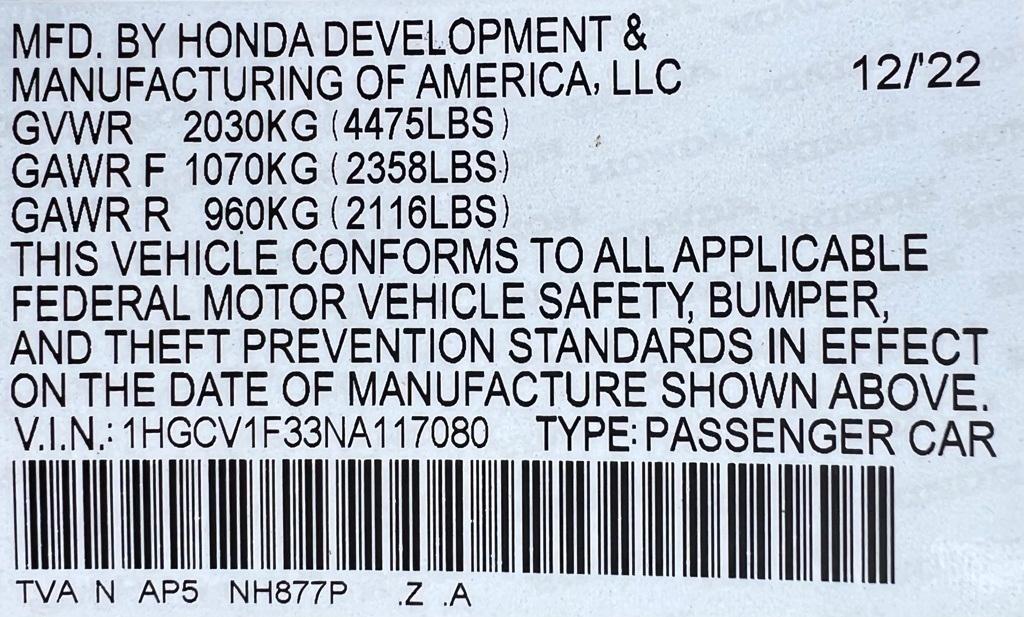 MFD. BY HONDA DEVELOPMENT &
MANUFACTURING OF AMERICA, LLC 12/'22
GVWR 2030KG (4475LBS)
GAWR F 1070KG (2358LBS)
GAWR R 960KG (2116LBS)
THIS VEHICLE CONFORMS TO ALL APPLICABLE
FEDERAL MOTOR VEHICLE SAFETY, BUMPER,
AND THEFT PREVENTION STANDARDS IN EFFECT
ON THE DATE OF MANUFACTURE SHOWN ABOVE.
V.I.N.: 1HGCV1F33NA117080 TYPE: PASSENGER CAR
TVA N AP5 NH877P .Z .A